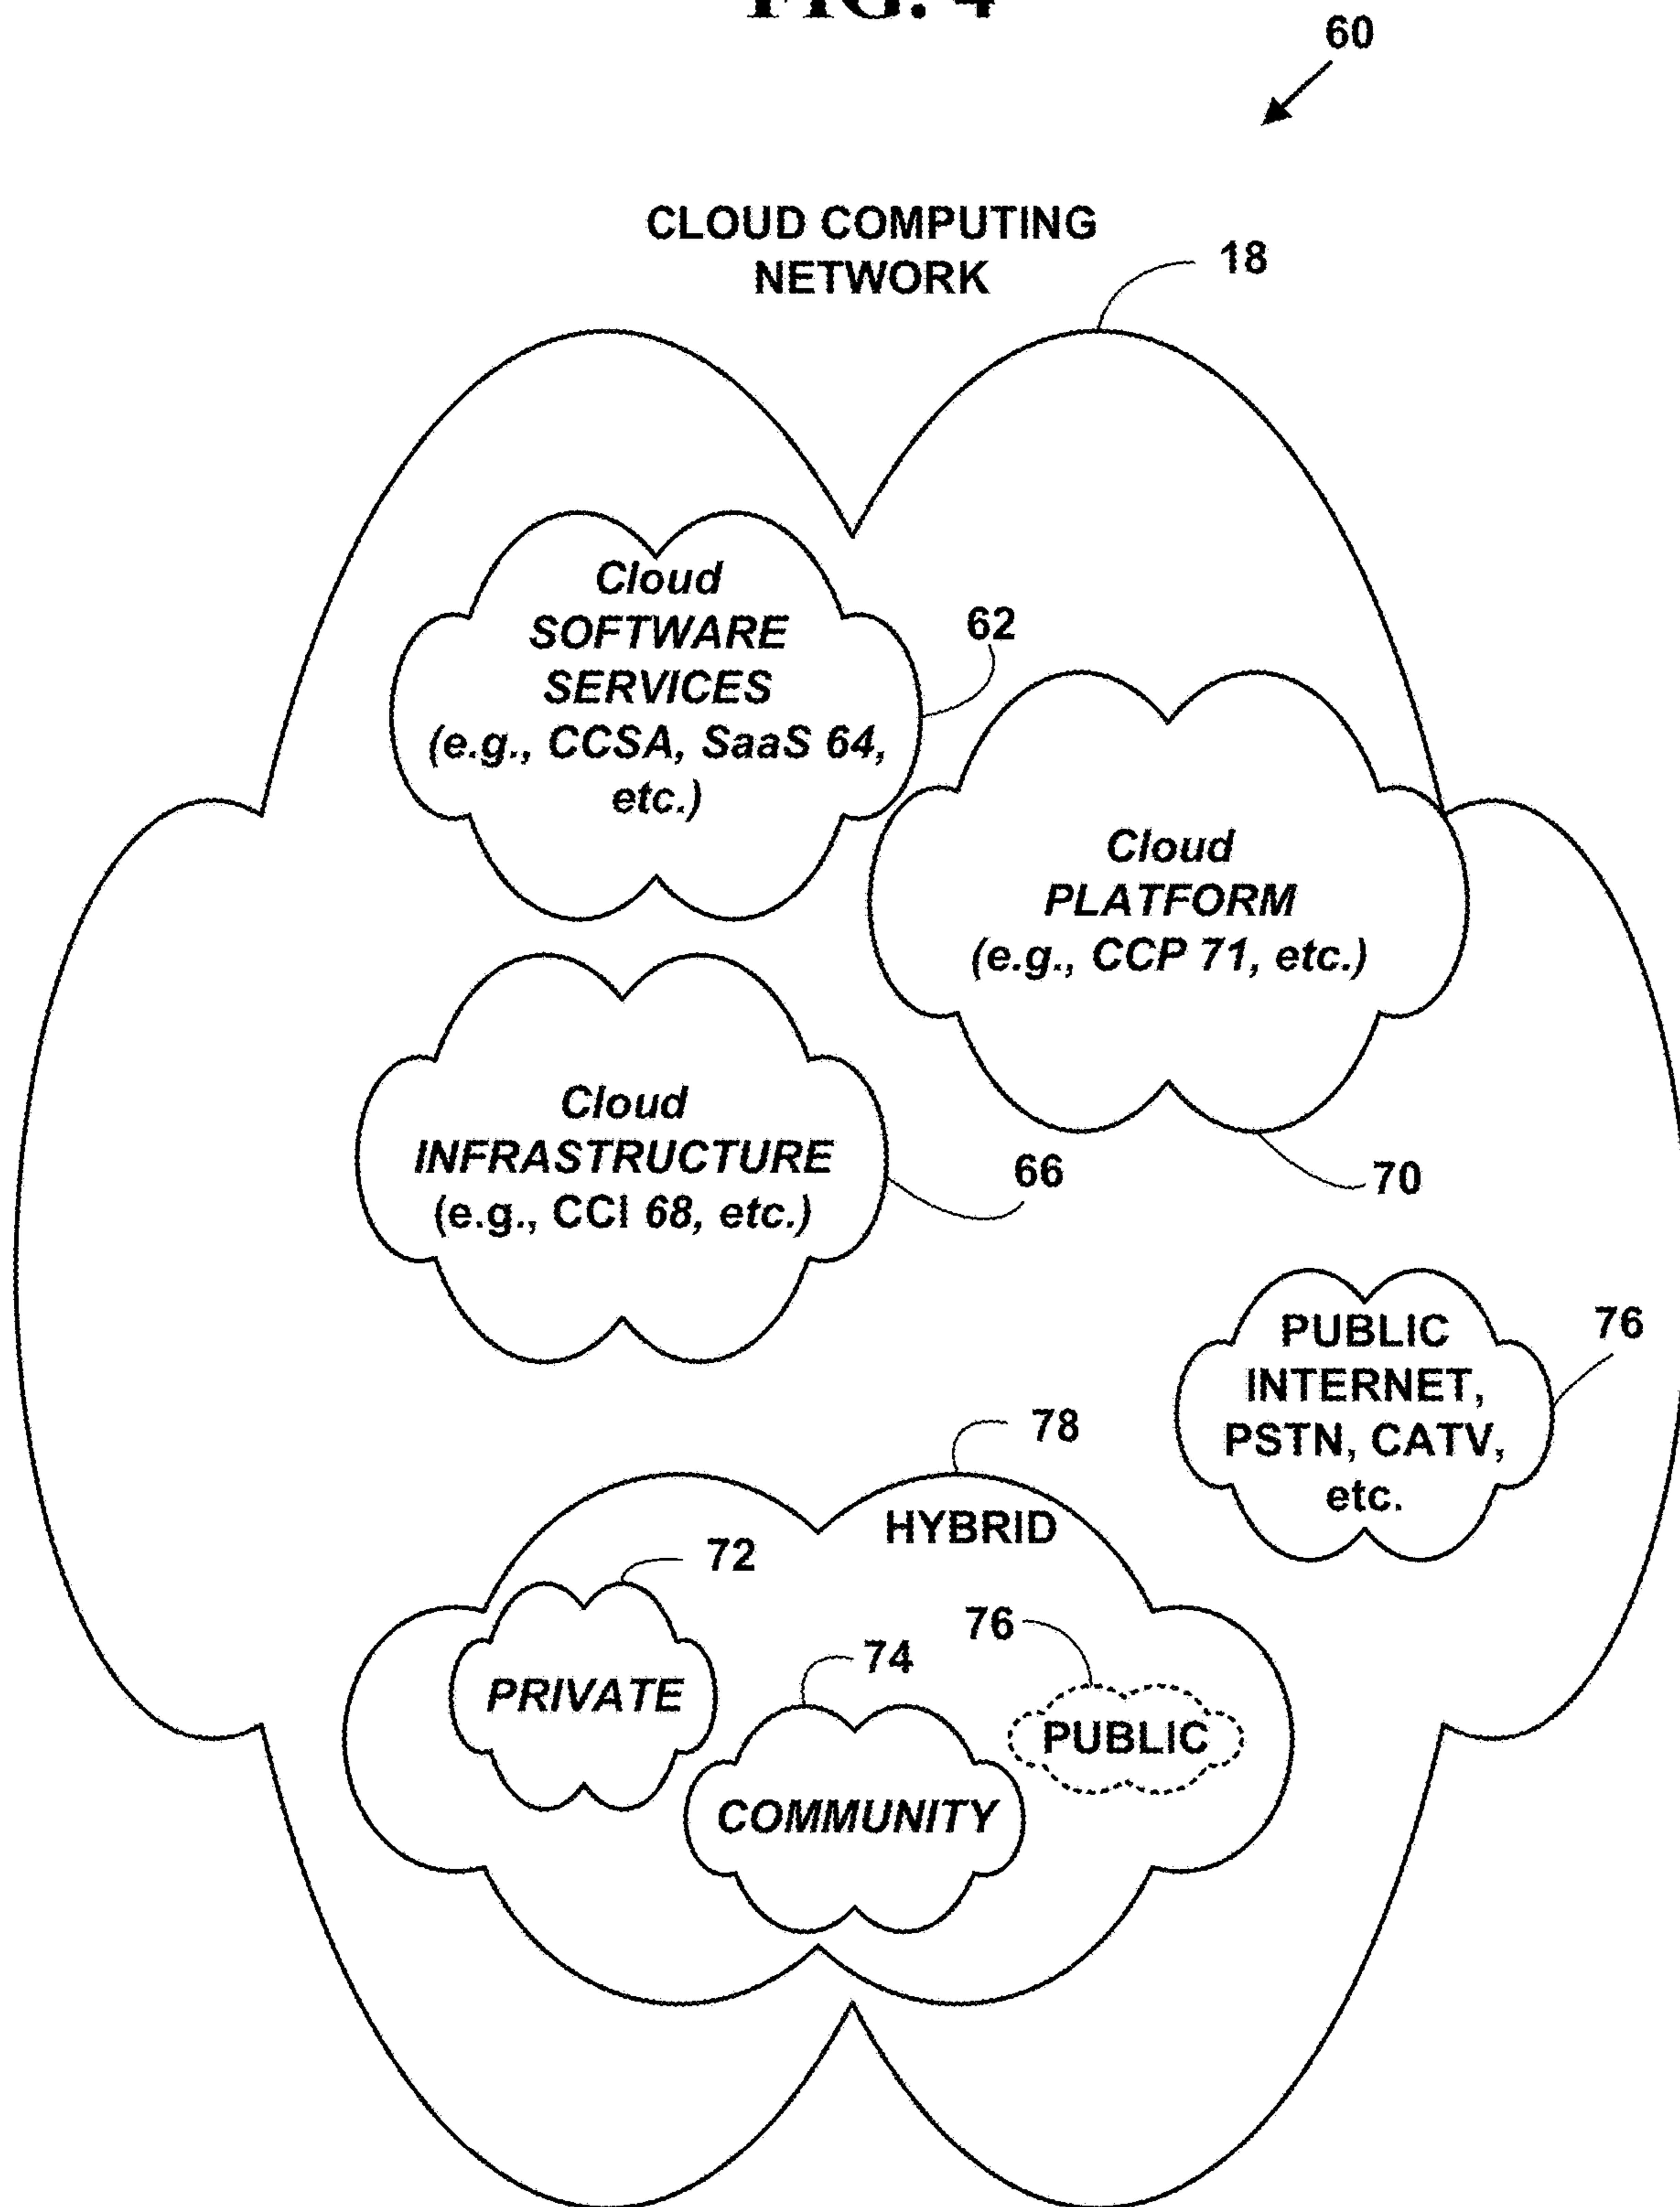 FIG. 4
60
CLOUD COMPUTING
NETWORK
18
Cloud
SOFTWARE
SERVICES
(e.g., CCSA, SaaS 64,
etc.)
62
Cloud
PLATFORM
(e.g., CCP 71, etc.)
70
Cloud
INFRASTRUCTURE
(e.g., CCI 68, etc.)
66
PUBLIC
INTERNET,
PSTN, CATV,
etc.
76
78
HYBRID
72
PRIVATE
74
COMMUNITY
76
PUBLIC